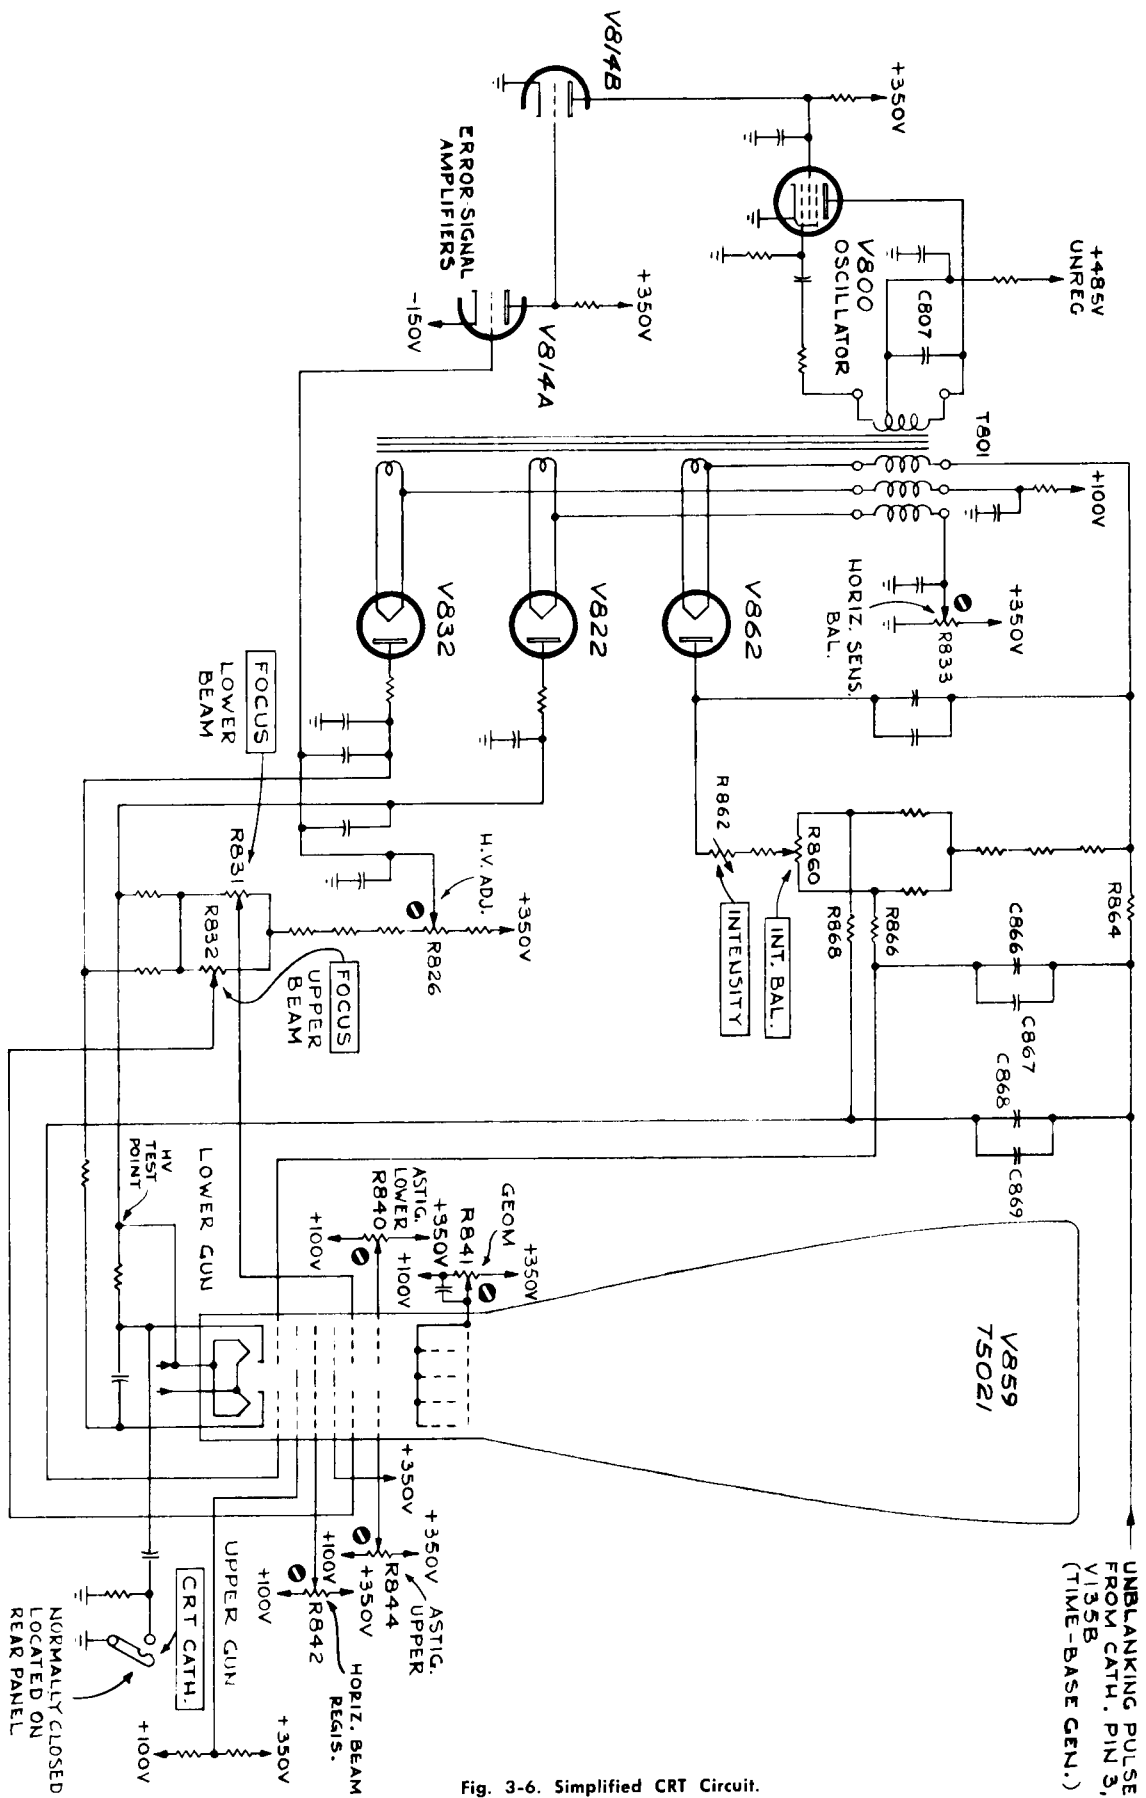 V814B
+350V
ERROR-SIGNAL
AMPLIFIERS
V800
OSCILLATOR
+485V
UNREG
C807
-150V
V814A
+350V
T801
+100V
V832
V822
V862
HORIZ. SENS.
BAL.
R833
+350V
FOCUS
LOWER
BEAM
R831
R832
H.V. ADJ.
R826
+350V
FOCUS
UPPER
BEAM
R862
R860
INTENSITY
INT. BAL.
R868
R866
R864
C866
C867
C868
C869
HV
TEST
POINT
LOWER GUN
ASTIG.
LOWER
R840
+350V
+100V
GEOM
R841
+350V
+100V
V859
T5021
+350V
ASTIG.
UPPER
R844
+350V
+100V
HORIZ. BEAM
REGIS.
R842
+350V
+100V
UPPER GUN
CRT CATH.
NORMALLY CLOSED
LOCATED ON
REAR PANEL
+100V
+350V
UNBLANKING PULSE
FROM CATH. PIN 3,
V135B
(TIME-BASE GEN.)
Fig. 3-6. Simplified CRT Circuit.